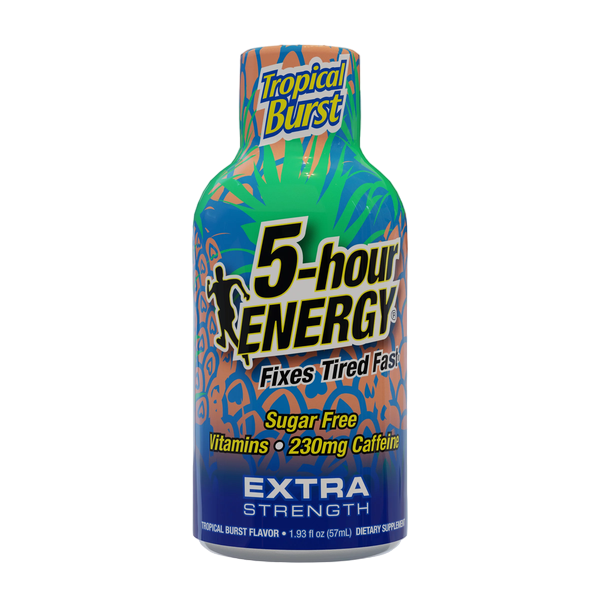 Tropical
Burst
5-hour
ENERGY®
Fixes Tired Fast
Sugar Free
Vitamins • 230mg Caffeine
EXTRA
STRENGTH
TROPICAL BURST FLAVOR • 1.93 fl oz (57mL) DIETARY SUPPLEMENT